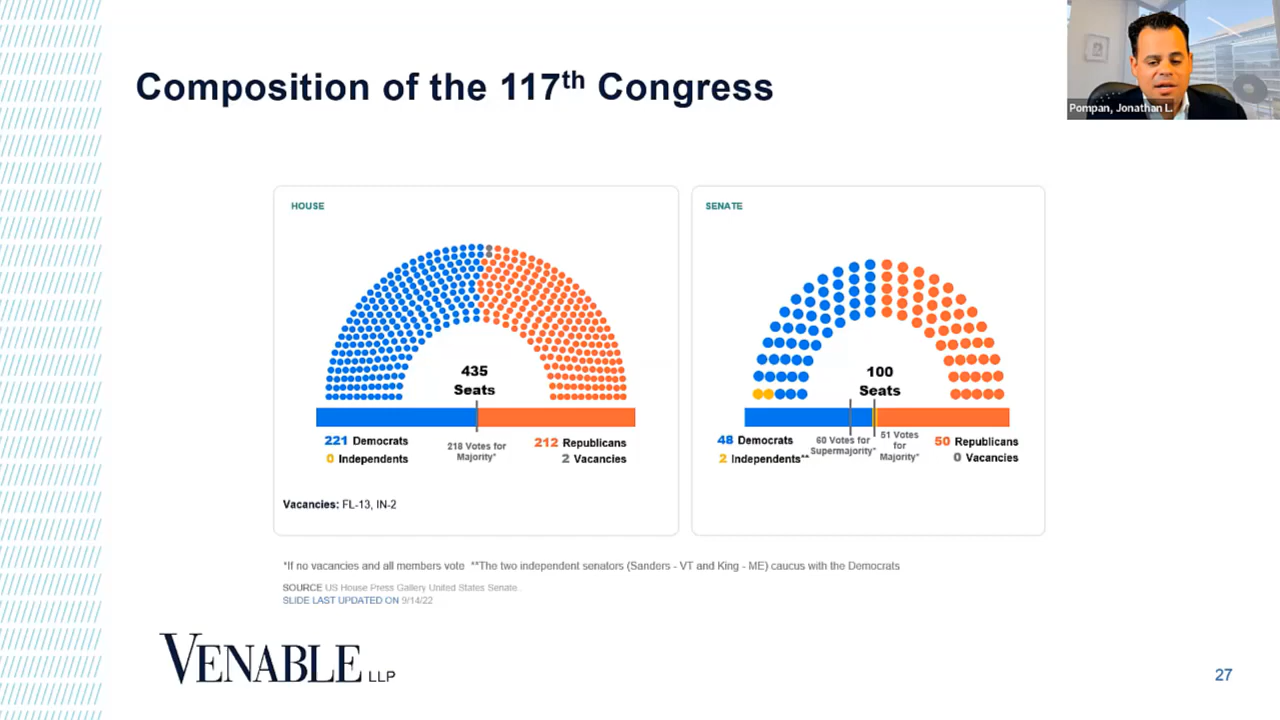 Composition of the 117th Congress
Pompan, Jonathan L.
HOUSE
435
Seats
221 Democrats
0 Independents
218 Votes for
Majority*
212 Republicans
2 Vacancies
Vacancies: FL-13, IN-2
SENATE
100
Seats
48 Democrats
2 Independents**
60 Votes for
Supermajority*
51 Votes
for
Majority*
50 Republicans
0 Vacancies
*If no vacancies and all members vote **The two independent senators (Sanders - VT and King - ME) caucus with the Democrats
SOURCE US House Press Gallery United States Senate.
SLIDE LAST UPDATED ON 9/14/22
VENABLE LLP
27